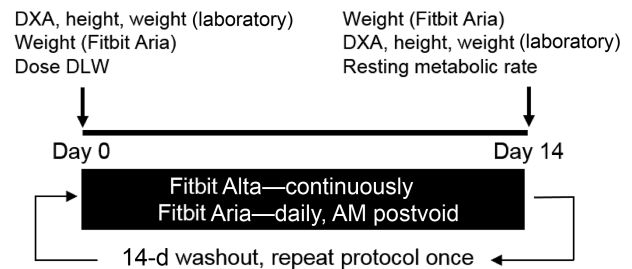 DXA, height, weight (laboratory)
Weight (Fitbit Aria)
Dose DLW
Weight (Fitbit Aria)
DXA, height, weight (laboratory)
Resting metabolic rate
Day 0
Day 14
Fitbit Alta—continuously
Fitbit Aria—daily, AM postvoid
14-d washout, repeat protocol once